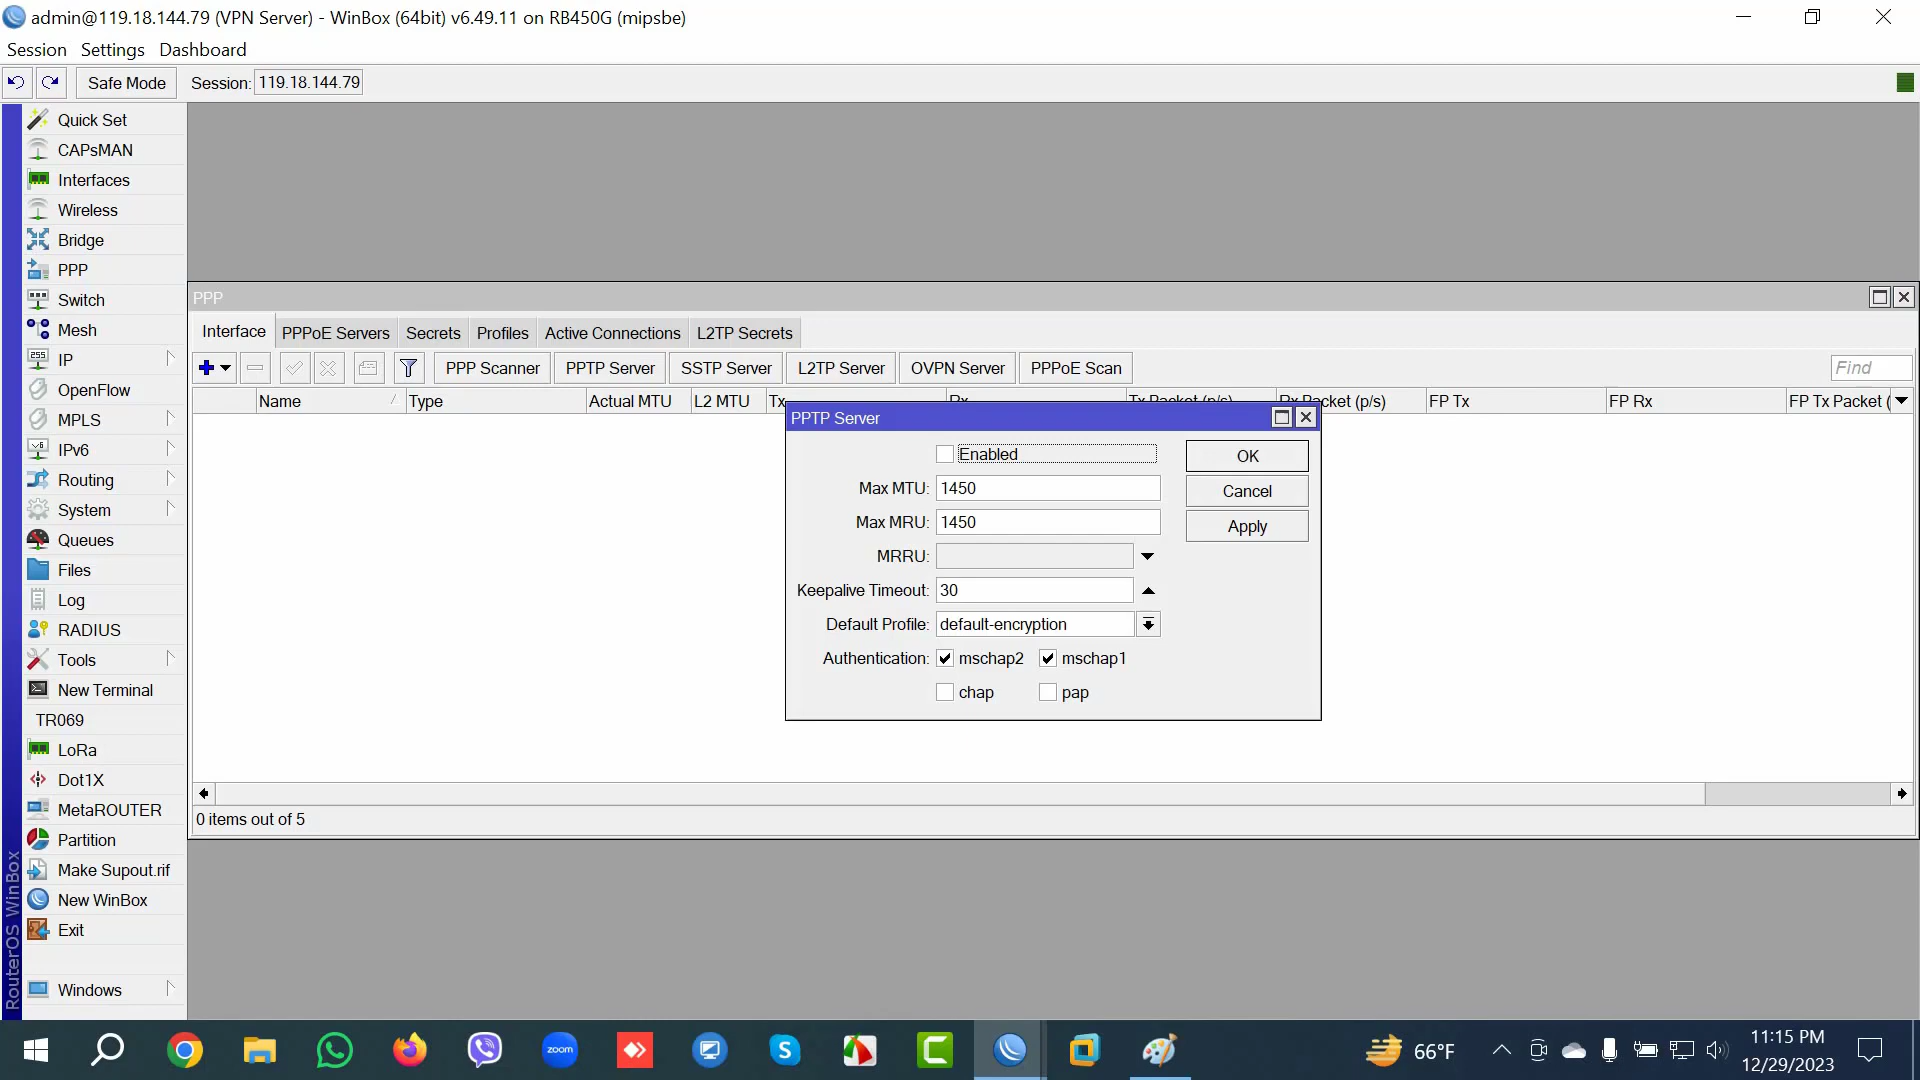 admin@119.18.144.79 (VPN Server) - WinBox (64bit) v6.49.11 on RB450G (mipsbe)
Session Settings Dashboard
Safe Mode Session: 119.18.144.79
Quick Set
CAPsMAN
Interfaces
Wireless
Bridge
PPP
Switch
Mesh
IP
OpenFlow
MPLS
IPv6
Routing
System
Queues
Files
Log
RADIUS
Tools
New Terminal
TR069
LoRa
Dot1X
MetaROUTER
Partition
Make Supout.rif
New WinBox
Exit
Windows
RouterOS WinBox
PPP
Interface PPPoE Servers Secrets Profiles Active Connections L2TP Secrets
PPP Scanner PPTP Server SSTP Server L2TP Server OVPN Server PPPoE Scan Find
Name Type Actual MTU L2 MTU Tx Rx Tx Packet (p/s) Rx Packet (p/s) FP Tx FP Rx FP Tx Packet (
PPTP Server
Enabled
Max MTU: 1450
Max MRU: 1450
MRRU:
Keepalive Timeout: 30
Default Profile: default-encryption
Authentication: mschap2 mschap1
chap pap
OK
Cancel
Apply
0 items out of 5
zoom
66°F
11:15 PM
12/29/2023